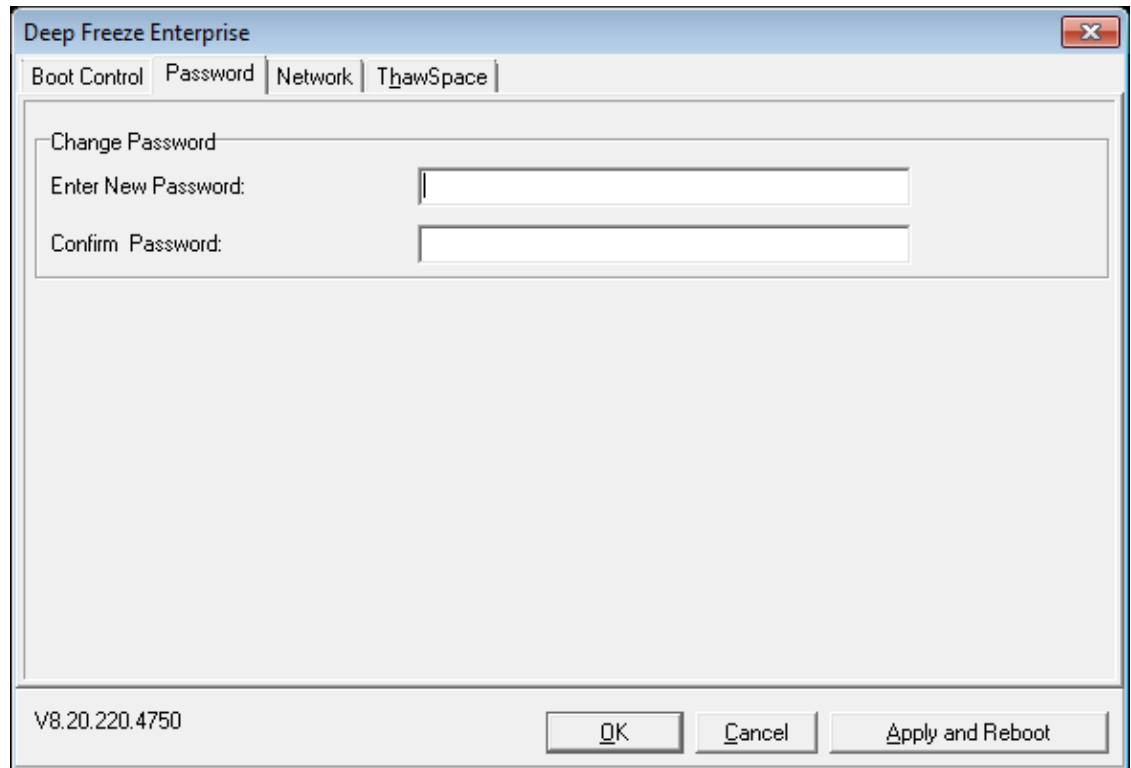 Deep Freeze Enterprise
Boot Control Password Network ThawSpace
Change Password
Enter New Password:
Confirm Password:
V8.20.220.4750 OK Cancel Apply and Reboot